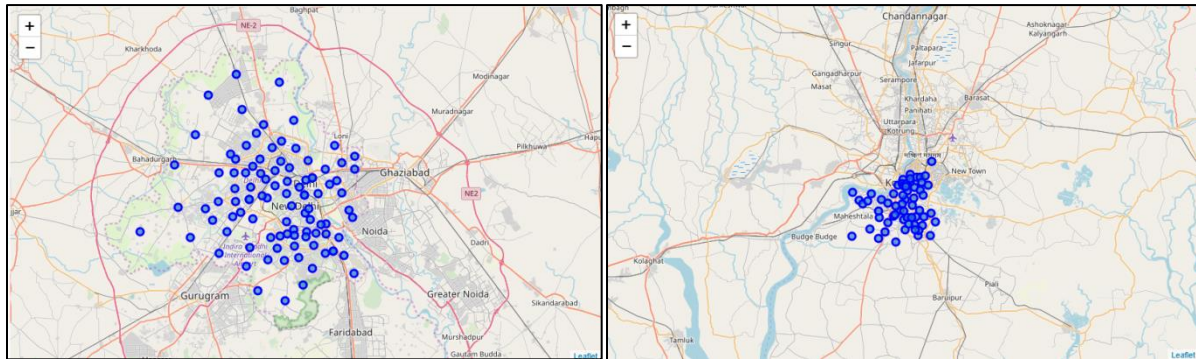 +
−
Baghpat
NE-2
Kharkhoda
Modinagar
Muradnagar
Loni
Pilkhuwa
Bahadurgarh
Ghaziabad
NE2
New Delhi
Noida
Dadri
Indira Gandhi
International
Gurugram
Greater Noida
Sikandarabad
Faridabad
Murshadpur
Gautam Budda
Leaflet
+
−
Chandannagar
Singur
Paltapara
Jafarpur
Ashoknagar
Kalyangarh
Gangadharpur
Masat
Serampore
Barasat
Khardaha
Panihati
Uttarpara
Kotrung
New Town
Maheshtala
Budge Budge
Kolaghat
Piali
Baruipur
Tamluk
Leaflet